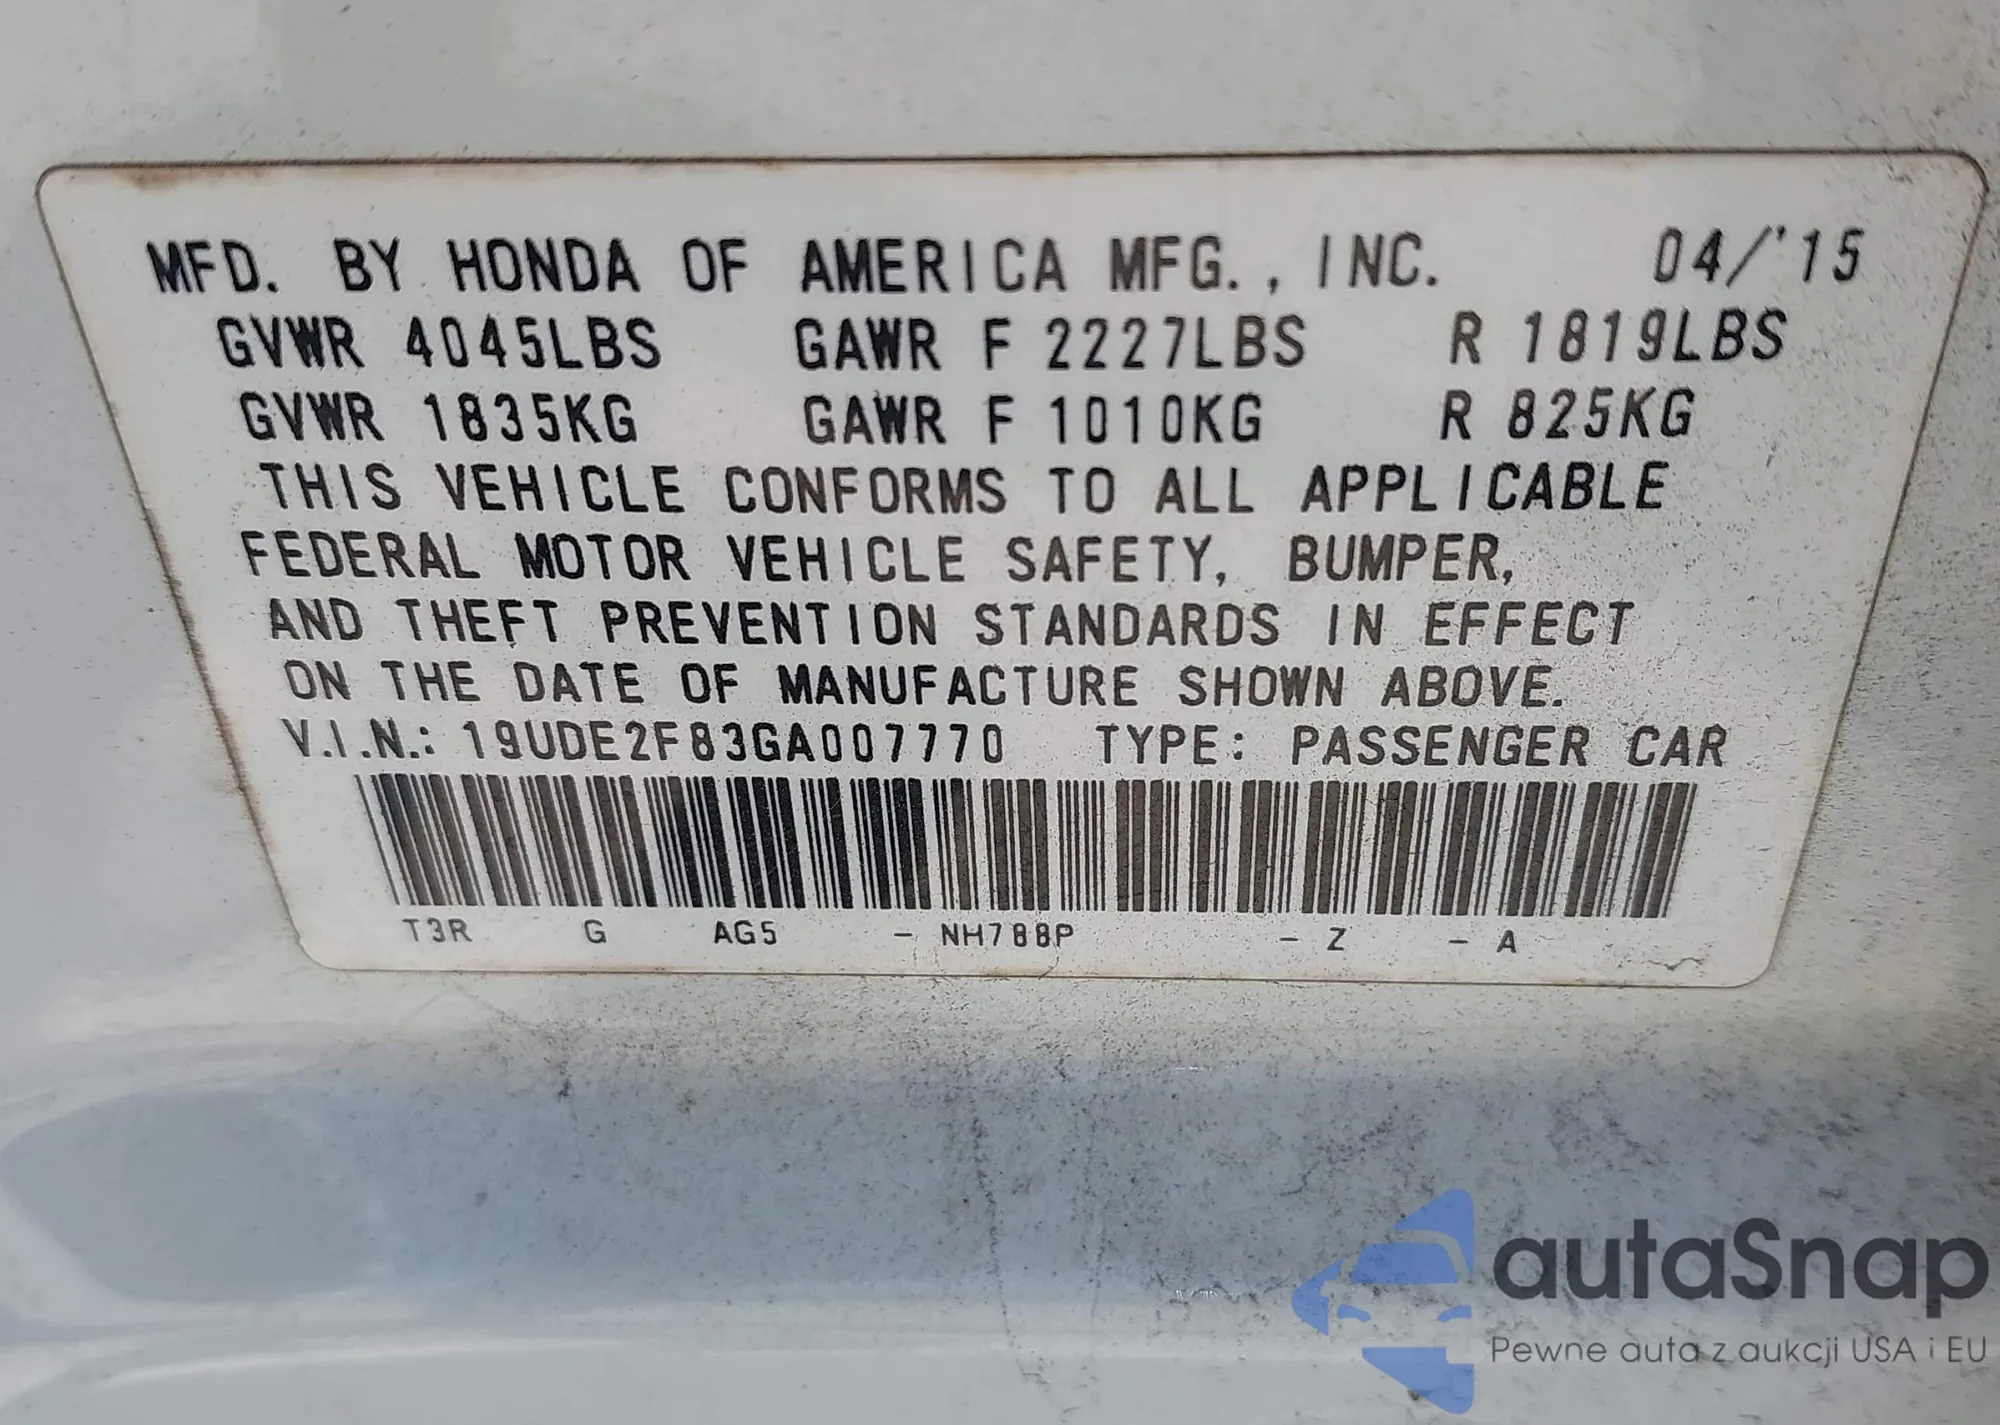 MFD. BY HONDA OF AMERICA MFG., INC. 04/'15
GVWR 4045LBS GAWR F 2227LBS R 1819LBS
GVWR 1835KG GAWR F 1010KG R 825KG
THIS VEHICLE CONFORMS TO ALL APPLICABLE
FEDERAL MOTOR VEHICLE SAFETY, BUMPER,
AND THEFT PREVENTION STANDARDS IN EFFECT
ON THE DATE OF MANUFACTURE SHOWN ABOVE.
V.I.N.: 19UDE2F83GA007770 TYPE: PASSENGER CAR
T3R G AG5 - NH788P - Z - A
autaSnap
Pewne auta z aukcji USA i EU